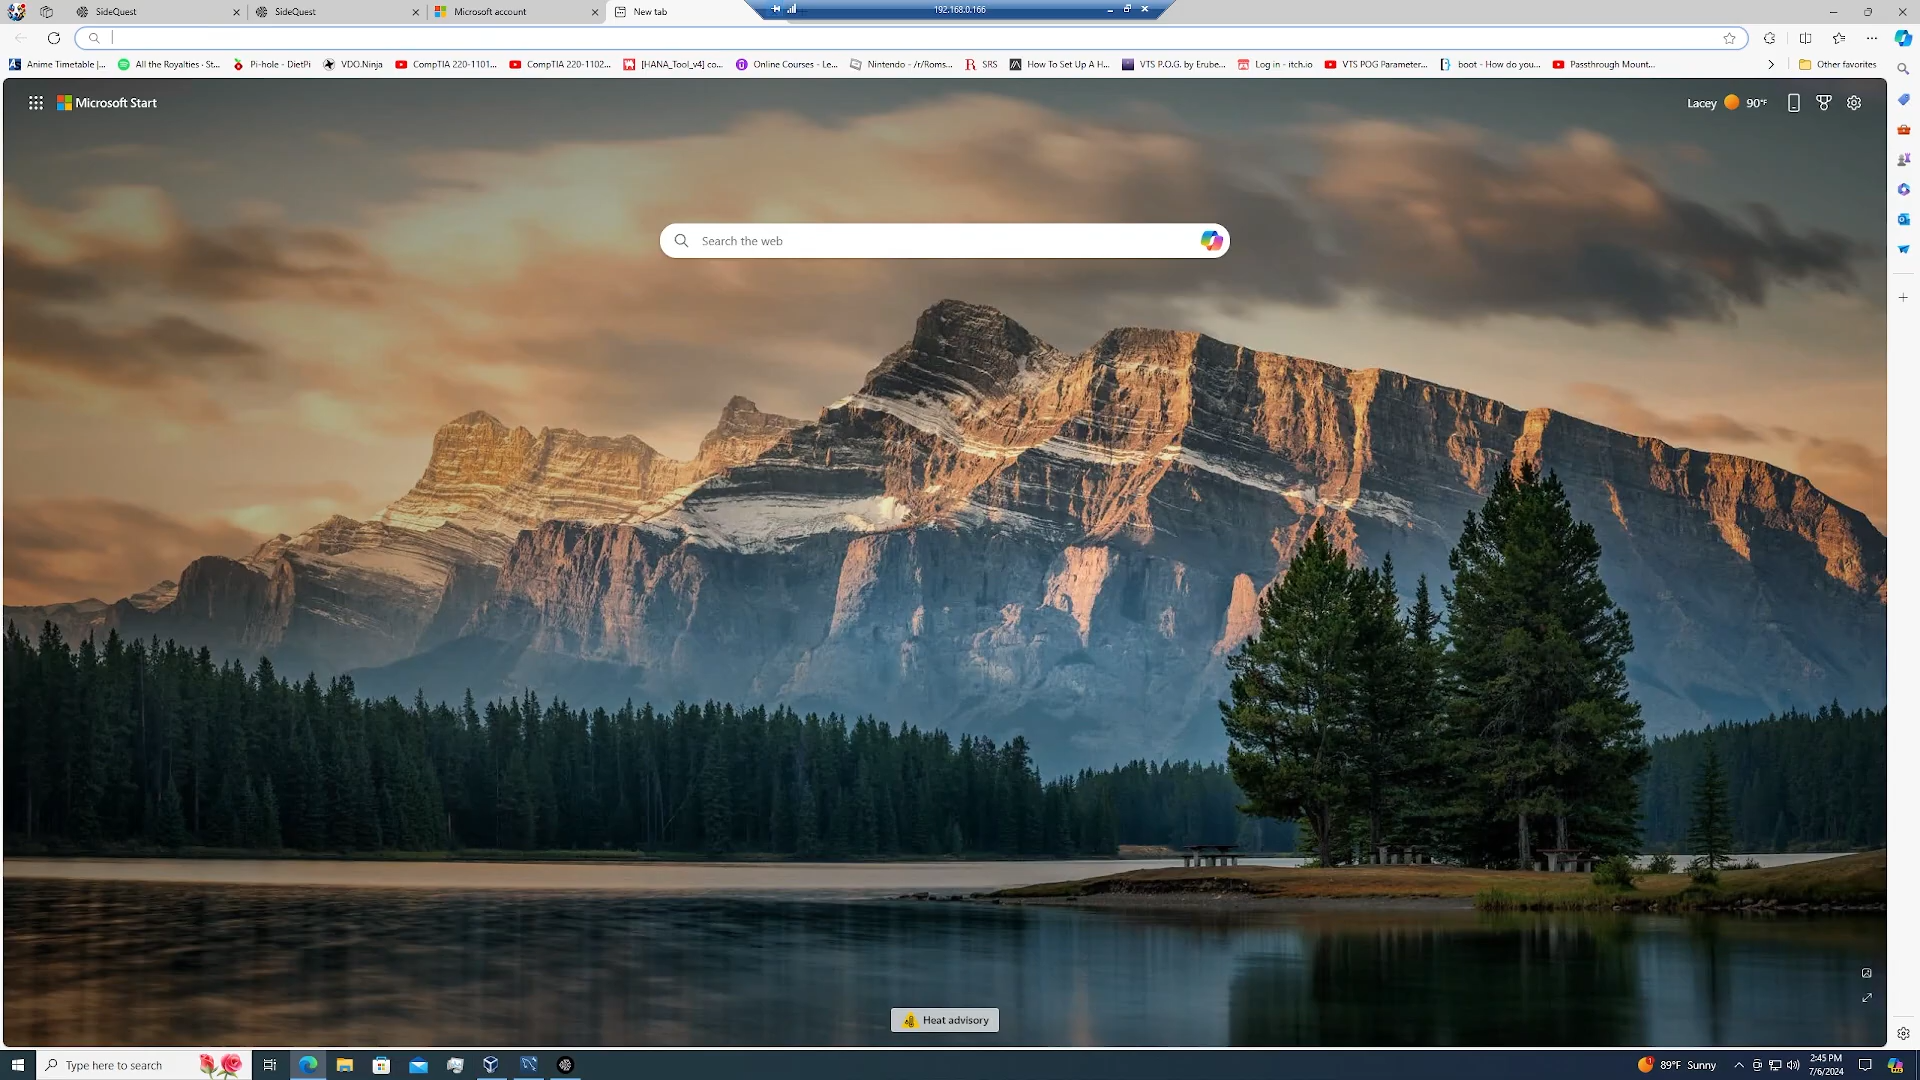 SideQuest
SideQuest
Microsoft account
New tab
192.168.0.166
Anime Timetable |...
All the Royalties · St...
Pi-hole - DietPi
VDO.Ninja
CompTIA 220-1101...
CompTIA 220-1102...
[HANA_Tool_v4] co...
Online Courses - Le...
Nintendo - /r/Roms...
SRS
How To Set Up A H...
VTS P.O.G. by Erube...
Log in - itch.io
VTS POG Parameter...
boot - How do you...
Passthrough Mount...
Other favorites
Microsoft Start
Lacey
90°F
Search the web
Heat advisory
Type here to search
89°F Sunny
2:45 PM
7/6/2024